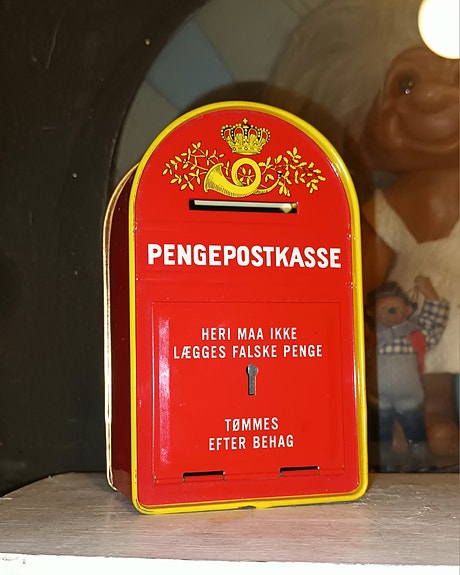 PENGEPOSTKASSE
HERI MAA IKKE
LÆGGES FALSKE PENGE
TØMMES
EFTER BEHAG